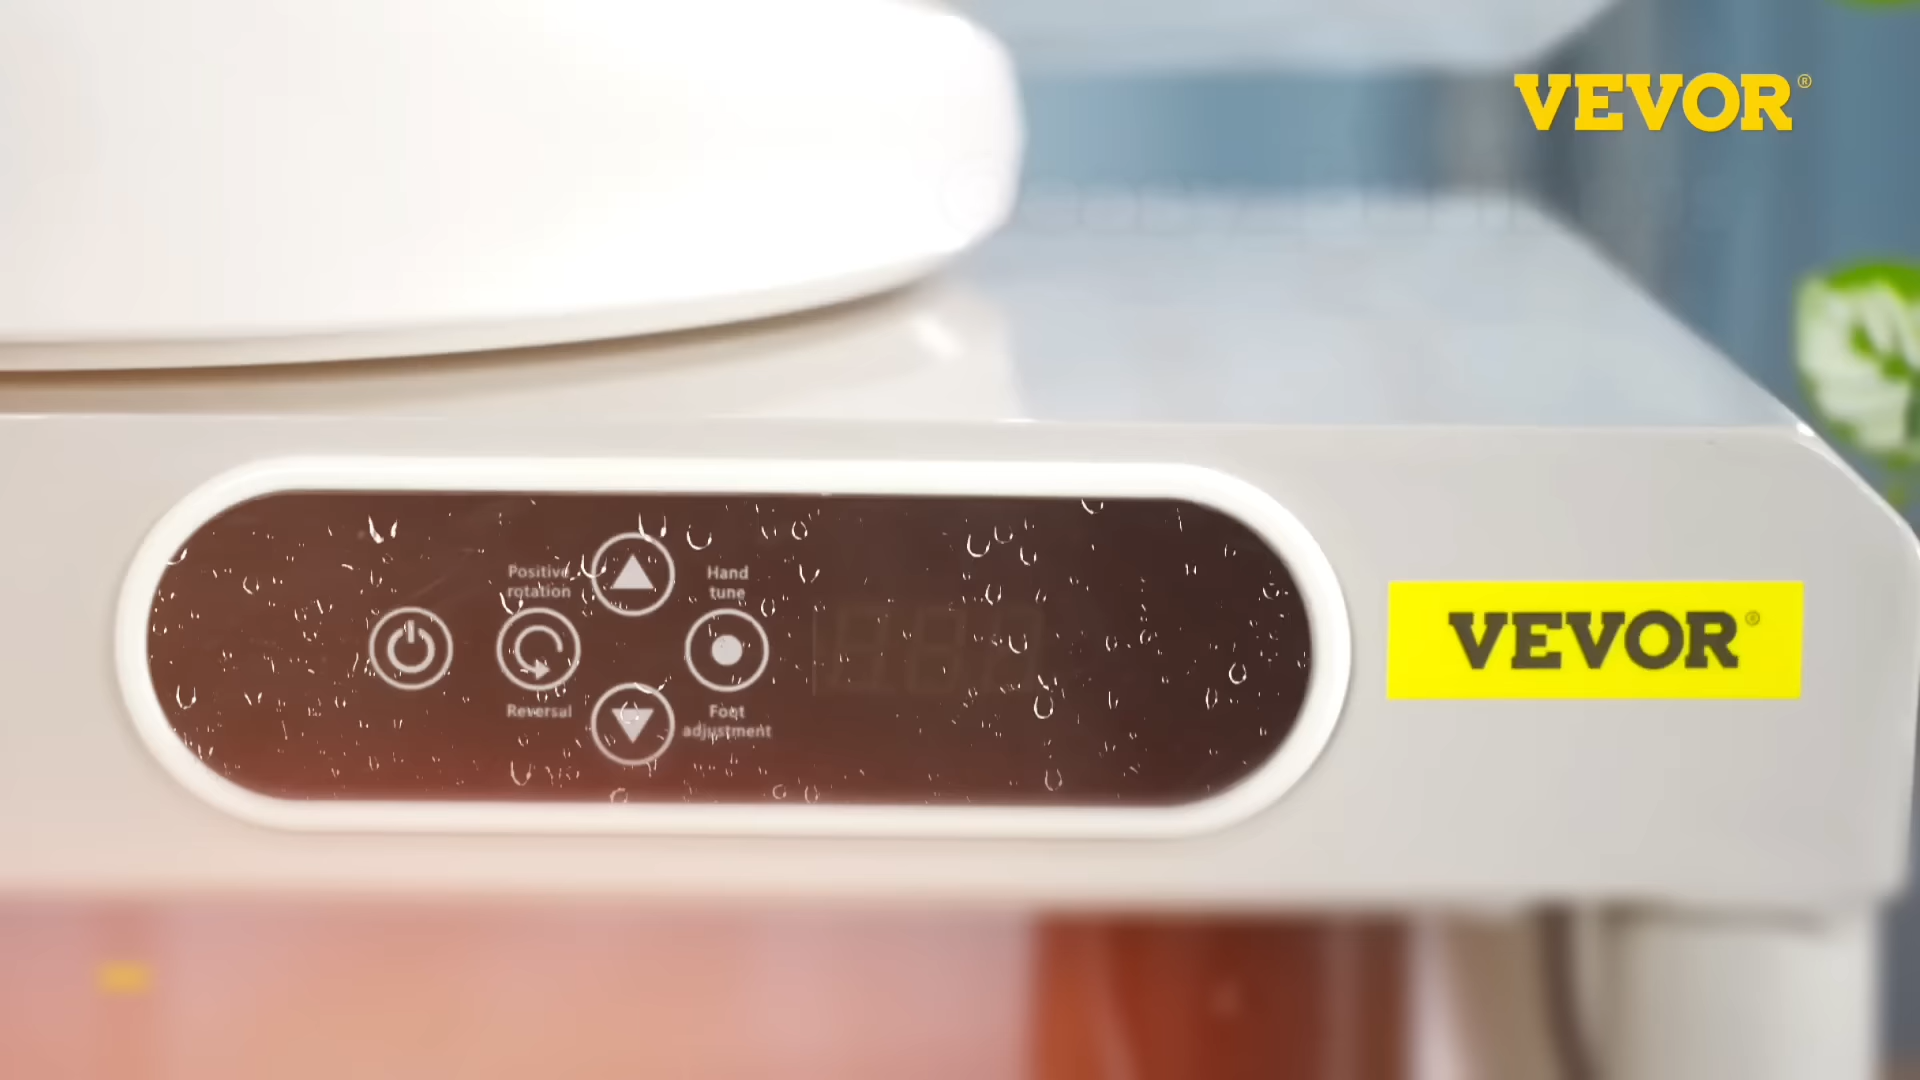 VEVOR®
Positive
rotation
Hand
tune
Reversal
Foot
adjustment
VEVOR®